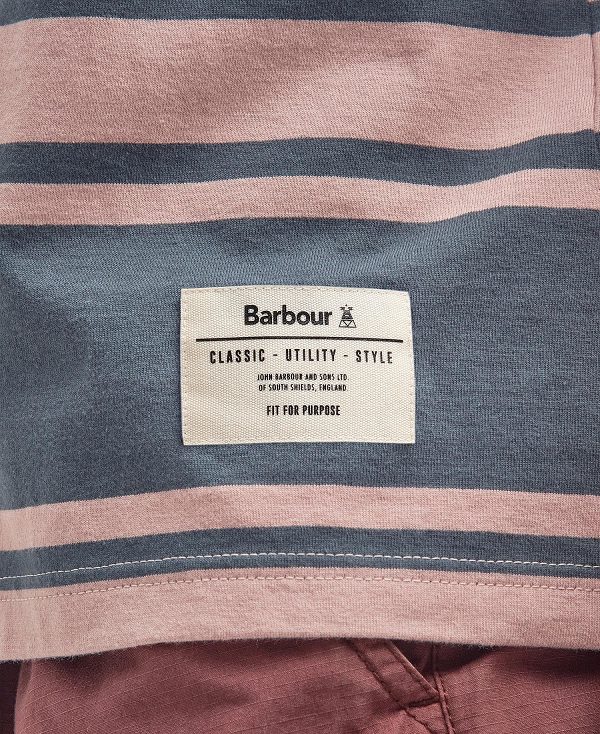 Barbour
CLASSIC - UTILITY - STYLE
JOHN BARBOUR AND SONS LTD.
OF SOUTH SHIELDS, ENGLAND.
FIT FOR PURPOSE